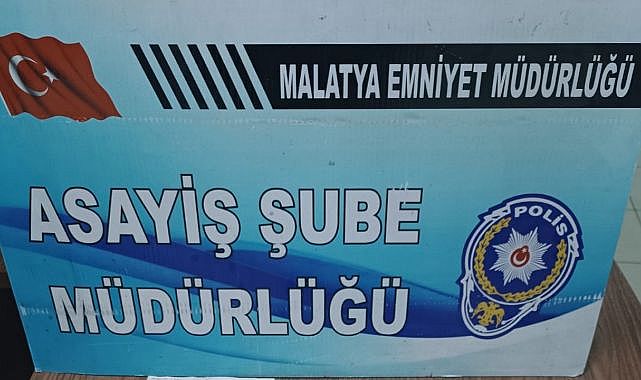 MALATYA EMNİYET MÜDÜRLÜĞÜ
ASAYİŞ ŞUBE
MÜDÜRLÜĞÜ
POLİS